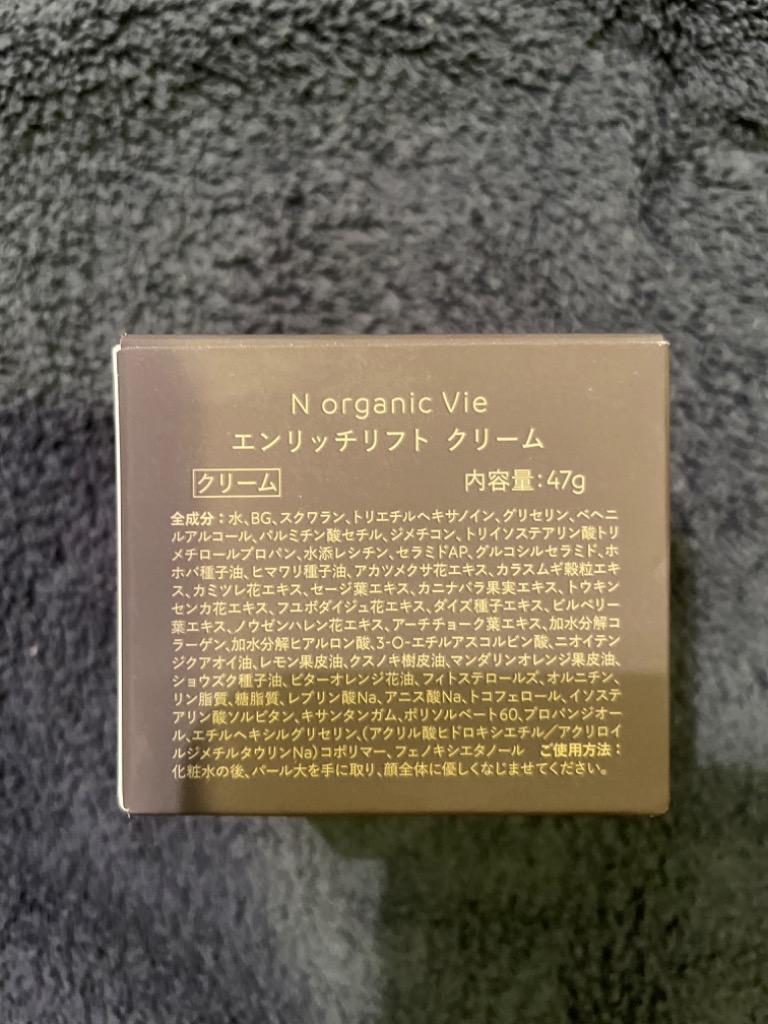 N organic Vie
エンリッチリフト クリーム
クリーム 内容量：47g
全成分：水、BG、スクワラン、トリエチルヘキサノイン、グリセリン、ベヘニ
ルアルコール、パルミチン酸セチル、ジメチコン、トリイソステアリン酸トリ
メチロールプロパン、水添レシチン、セラミドAP、グルコシルセラミド、ホ
ホバ種子油、ヒマワリ種子油、アカツメクサ花エキス、カラスムギ穀粒エキ
ス、カミツレ花エキス、セージ葉エキス、カニナバラ果実エキス、トウキン
センカ花エキス、フユボダイジュ花エキス、ダイズ種子エキス、ビルベリー
葉エキス、ノウゼンハレン花エキス、アーチチョーク葉エキス、加水分解コ
ラーゲン、加水分解ヒアルロン酸、3-O-エチルアスコルビン酸、ニオイテン
ジクアオイ油、レモン果皮油、クスノキ樹皮油、マンダリンオレンジ果皮油、
ショウズク種子油、ビターオレンジ花油、フィトステロールズ、オルニチン、
リン脂質、糖脂質、レブリン酸Na、アニス酸Na、トコフェロール、イソステ
アリン酸ソルビタン、キサンタンガム、ポリソルベート60、プロパンジオー
ル、エチルヘキシルグリセリン、(アクリル酸ヒドロキシエチル／アクリロイ
ルジメチルタウリンNa)コポリマー、フェノキシエタノール ご使用方法：
化粧水の後、パール大を手に取り、顔全体に優しくなじませてください。